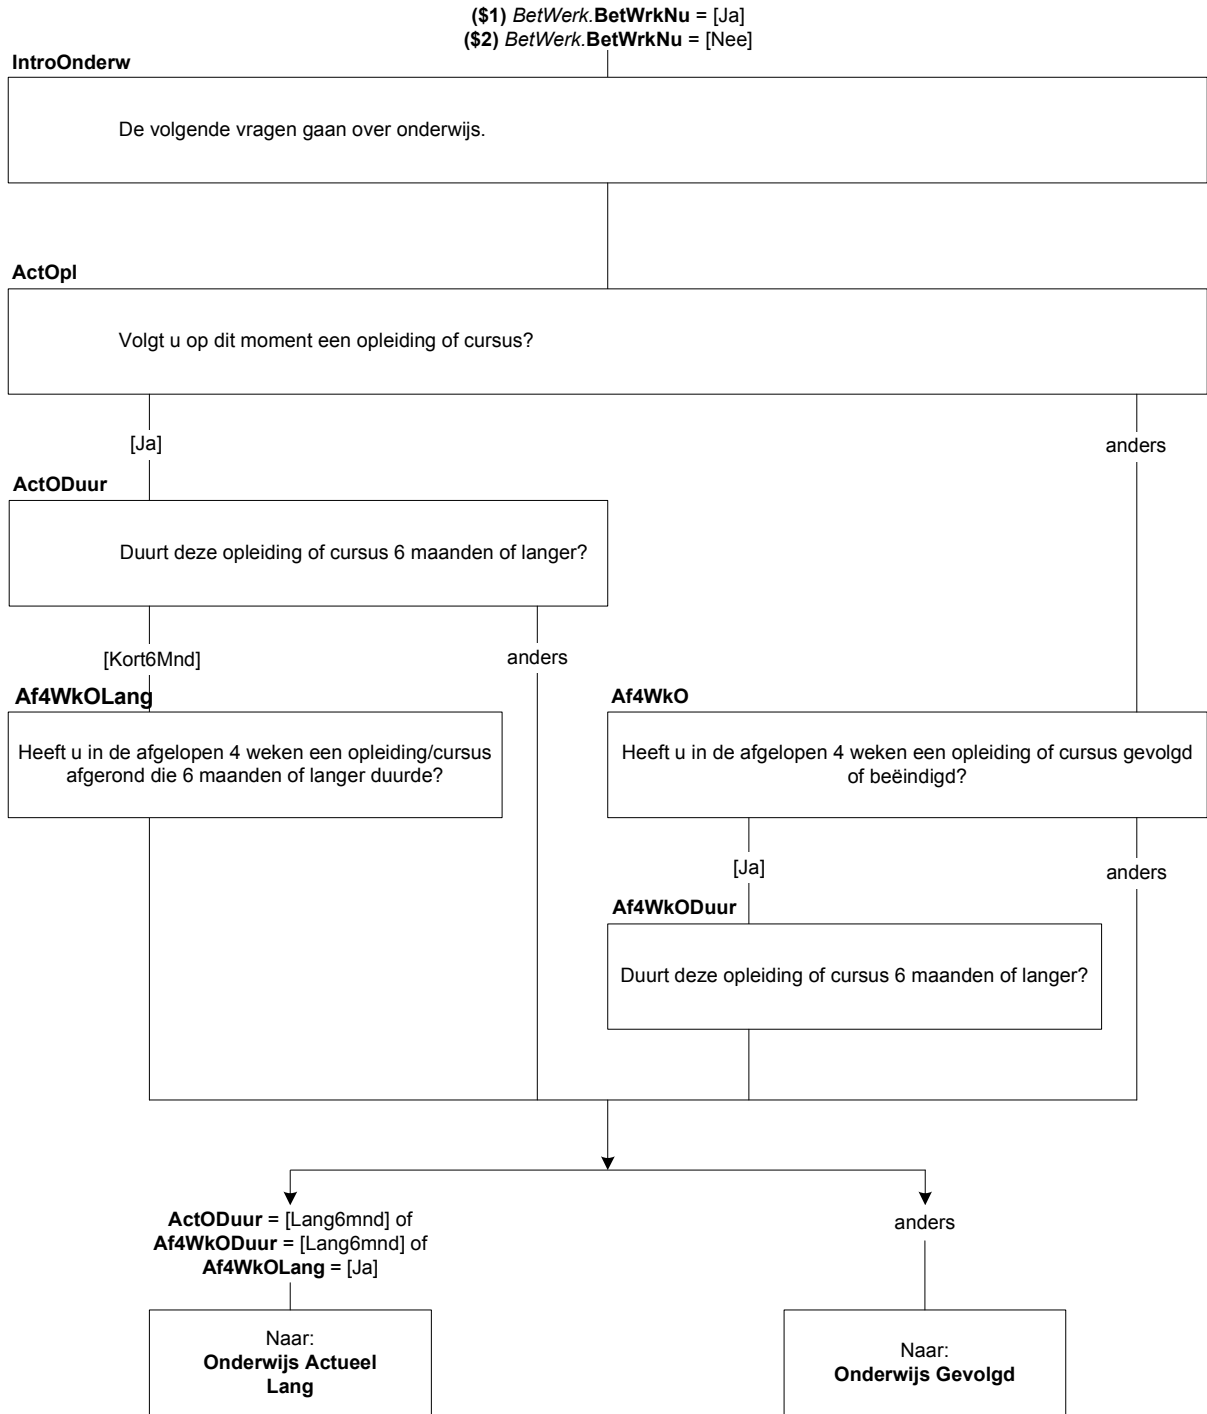 ($1) BetWerk.BetWrkNu = [Ja]
($2) BetWerk.BetWrkNu = [Nee]
IntroOnderw
De volgende vragen gaan over onderwijs.
ActOpl
Volgt u op dit moment een opleiding of cursus?
[Ja]
anders
ActODuur
Duurt deze opleiding of cursus 6 maanden of langer?
[Kort6Mnd]
anders
Af4WkOLang
Heeft u in de afgelopen 4 weken een opleiding/cursus
afgerond die 6 maanden of langer duurde?
Af4WkO
Heeft u in de afgelopen 4 weken een opleiding of cursus gevolgd
of beëindigd?
[Ja]
anders
Af4WkODuur
Duurt deze opleiding of cursus 6 maanden of langer?
ActODuur = [Lang6mnd] of
Af4WkODuur = [Lang6mnd] of
Af4WkOLang = [Ja]
anders
Naar:
Onderwijs Actueel
Lang
Naar:
Onderwijs Gevolgd